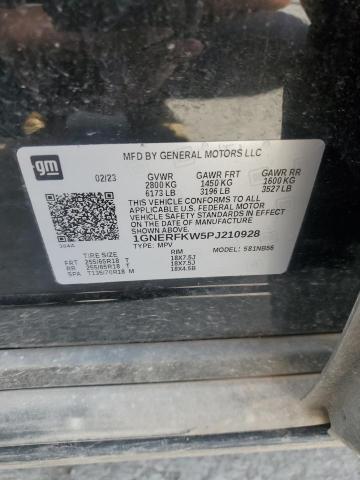 gm
MFD BY GENERAL MOTORS LLC
02/23 GVWR GAWR FRT GAWR RR
2800 KG 1450 KG 1600 KG
6173 LB 3196 LB 3527 LB
THIS VEHICLE CONFORMS TO ALL
APPLICABLE U.S. FEDERAL MOTOR
VEHICLE SAFETY AND THEFT
PREVENTION STANDARDS IN EFFECT
ON THE DATE OF MANUFACTURE
SHOWN ABOVE.
1GNERFKW5PJ210928
TYPE: MPV MODEL: 581NB56
TIRE SIZE RIM
FRT 255/65R18 T 18X7.5J
RR 255/65R18 T 18X7.5J
SPA T135/70R18 M 18X4.5B